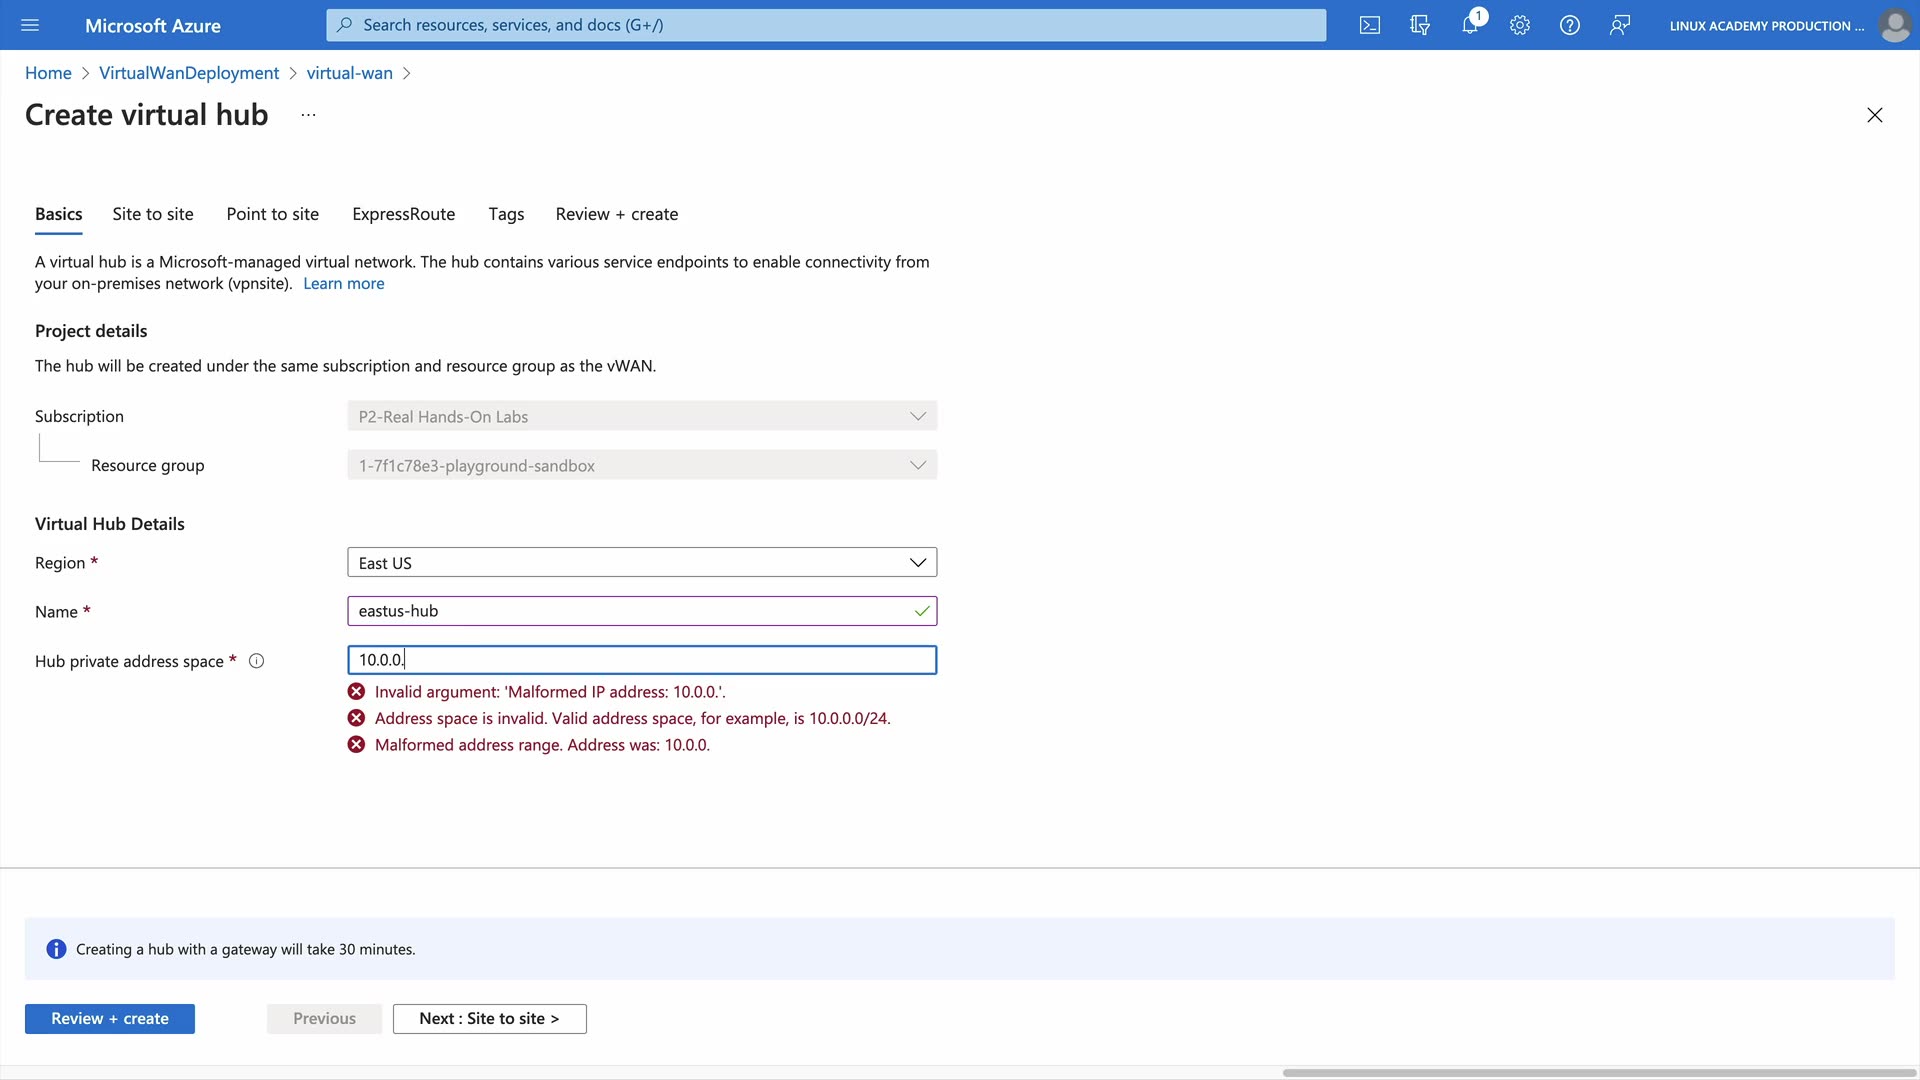 Microsoft Azure
Search resources, services, and docs (G+/)
1
LINUX ACADEMY PRODUCTION ...
Home > VirtualWanDeployment > virtual-wan >
Create virtual hub ...
Basics Site to site Point to site ExpressRoute Tags Review + create
A virtual hub is a Microsoft-managed virtual network. The hub contains various service endpoints to enable connectivity from
your on-premises network (vpnsite). Learn more
Project details
The hub will be created under the same subscription and resource group as the vWAN.
Subscription P2-Real Hands-On Labs
Resource group 1-7f1c78e3-playground-sandbox
Virtual Hub Details
Region * East US
Name * eastus-hub
Hub private address space * 10.0.0.
Invalid argument: 'Malformed IP address: 10.0.0.'.
Address space is invalid. Valid address space, for example, is 10.0.0.0/24.
Malformed address range. Address was: 10.0.0.
Creating a hub with a gateway will take 30 minutes.
Review + create Previous Next : Site to site >